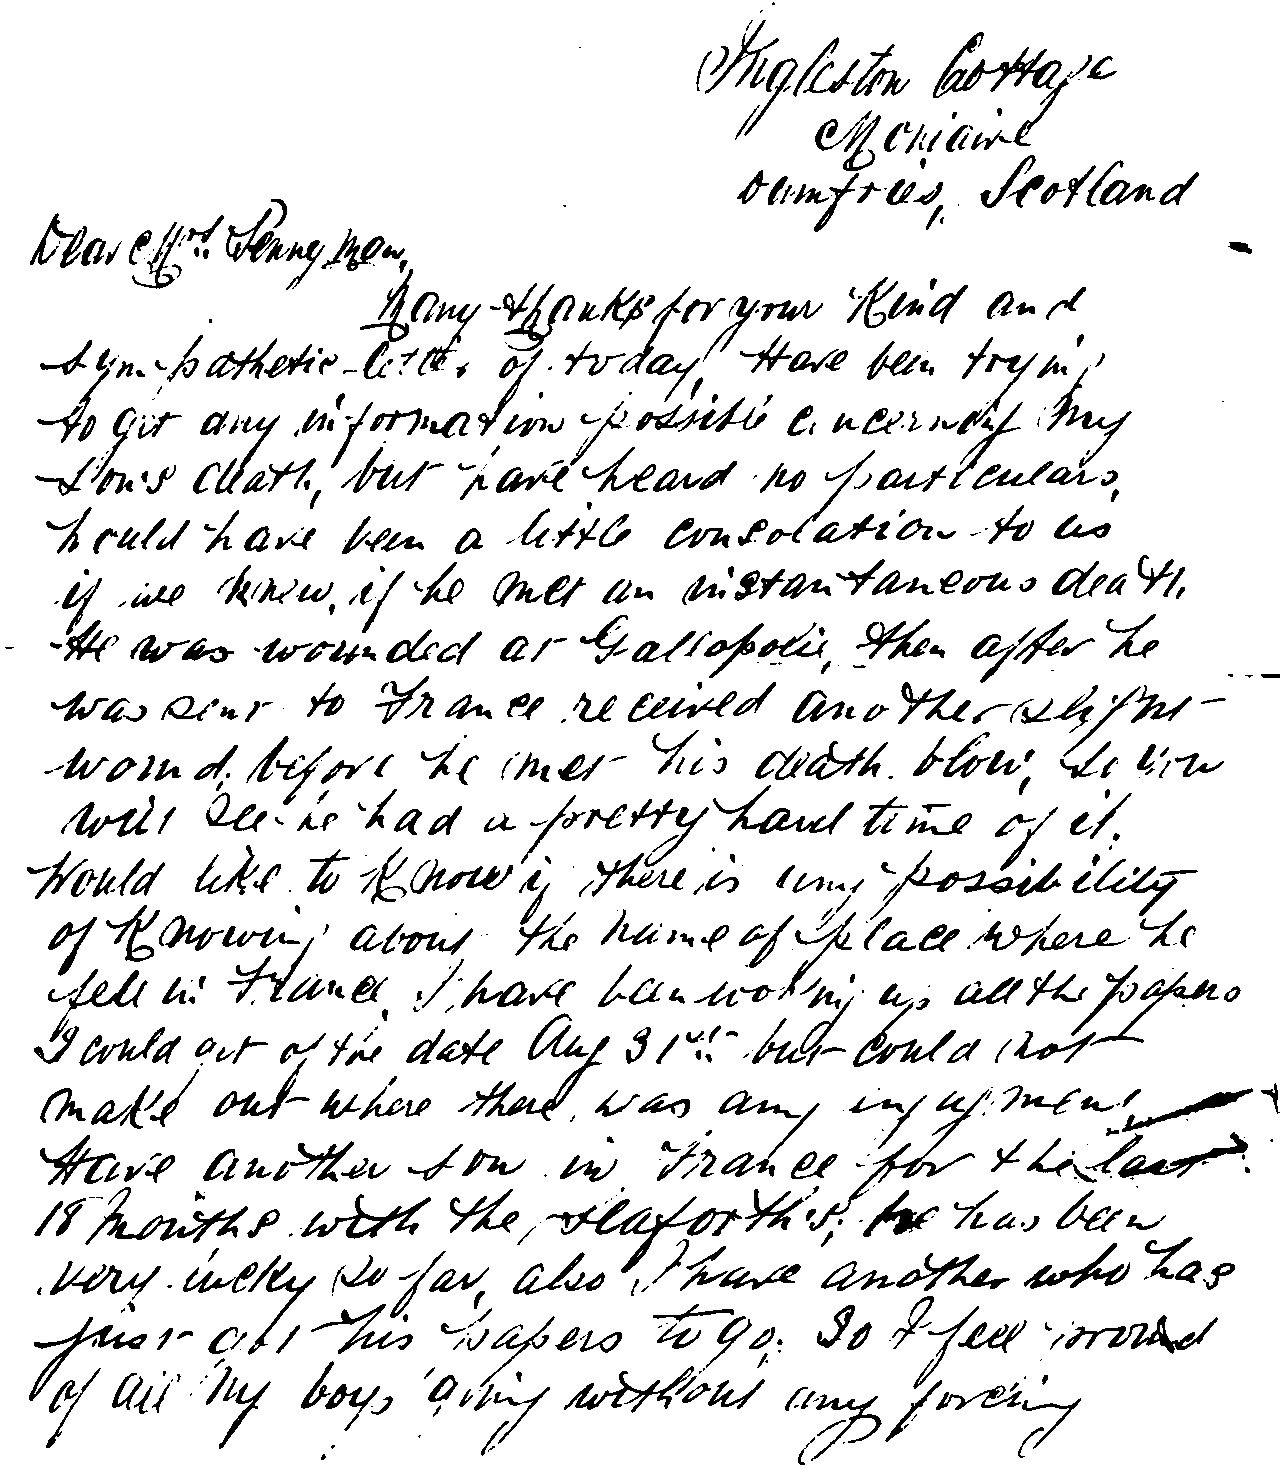 Ingleston Cottage
Moniaive
Dumfries, Scotland
Dear Mrs. Pennyman,
Many thanks for your kind and
sympathetic letter of today, Have been trying
to get any information possible concerning my
son's death, but have heard no particulars,
would have been a little consolation to us
if we knew, if he met an instantaneous death.
He was wounded at Gallopolie, then after he
was sent to France received another slight
wound, before he met his death blow, so you
will see he had a pretty hard time of it.
Would like to know if there is any possibility
of knowing about the name of place where he
fell in France, I have been looking up all the papers
I could get of the date Aug 31st but could not
make out where there was any engagement,
Have another son in France for the last
18 months with the Seaforths, he has been
very lucky so far, also I have another who has
just got his papers to go. So I feel proud
of all my boys going without any forcing